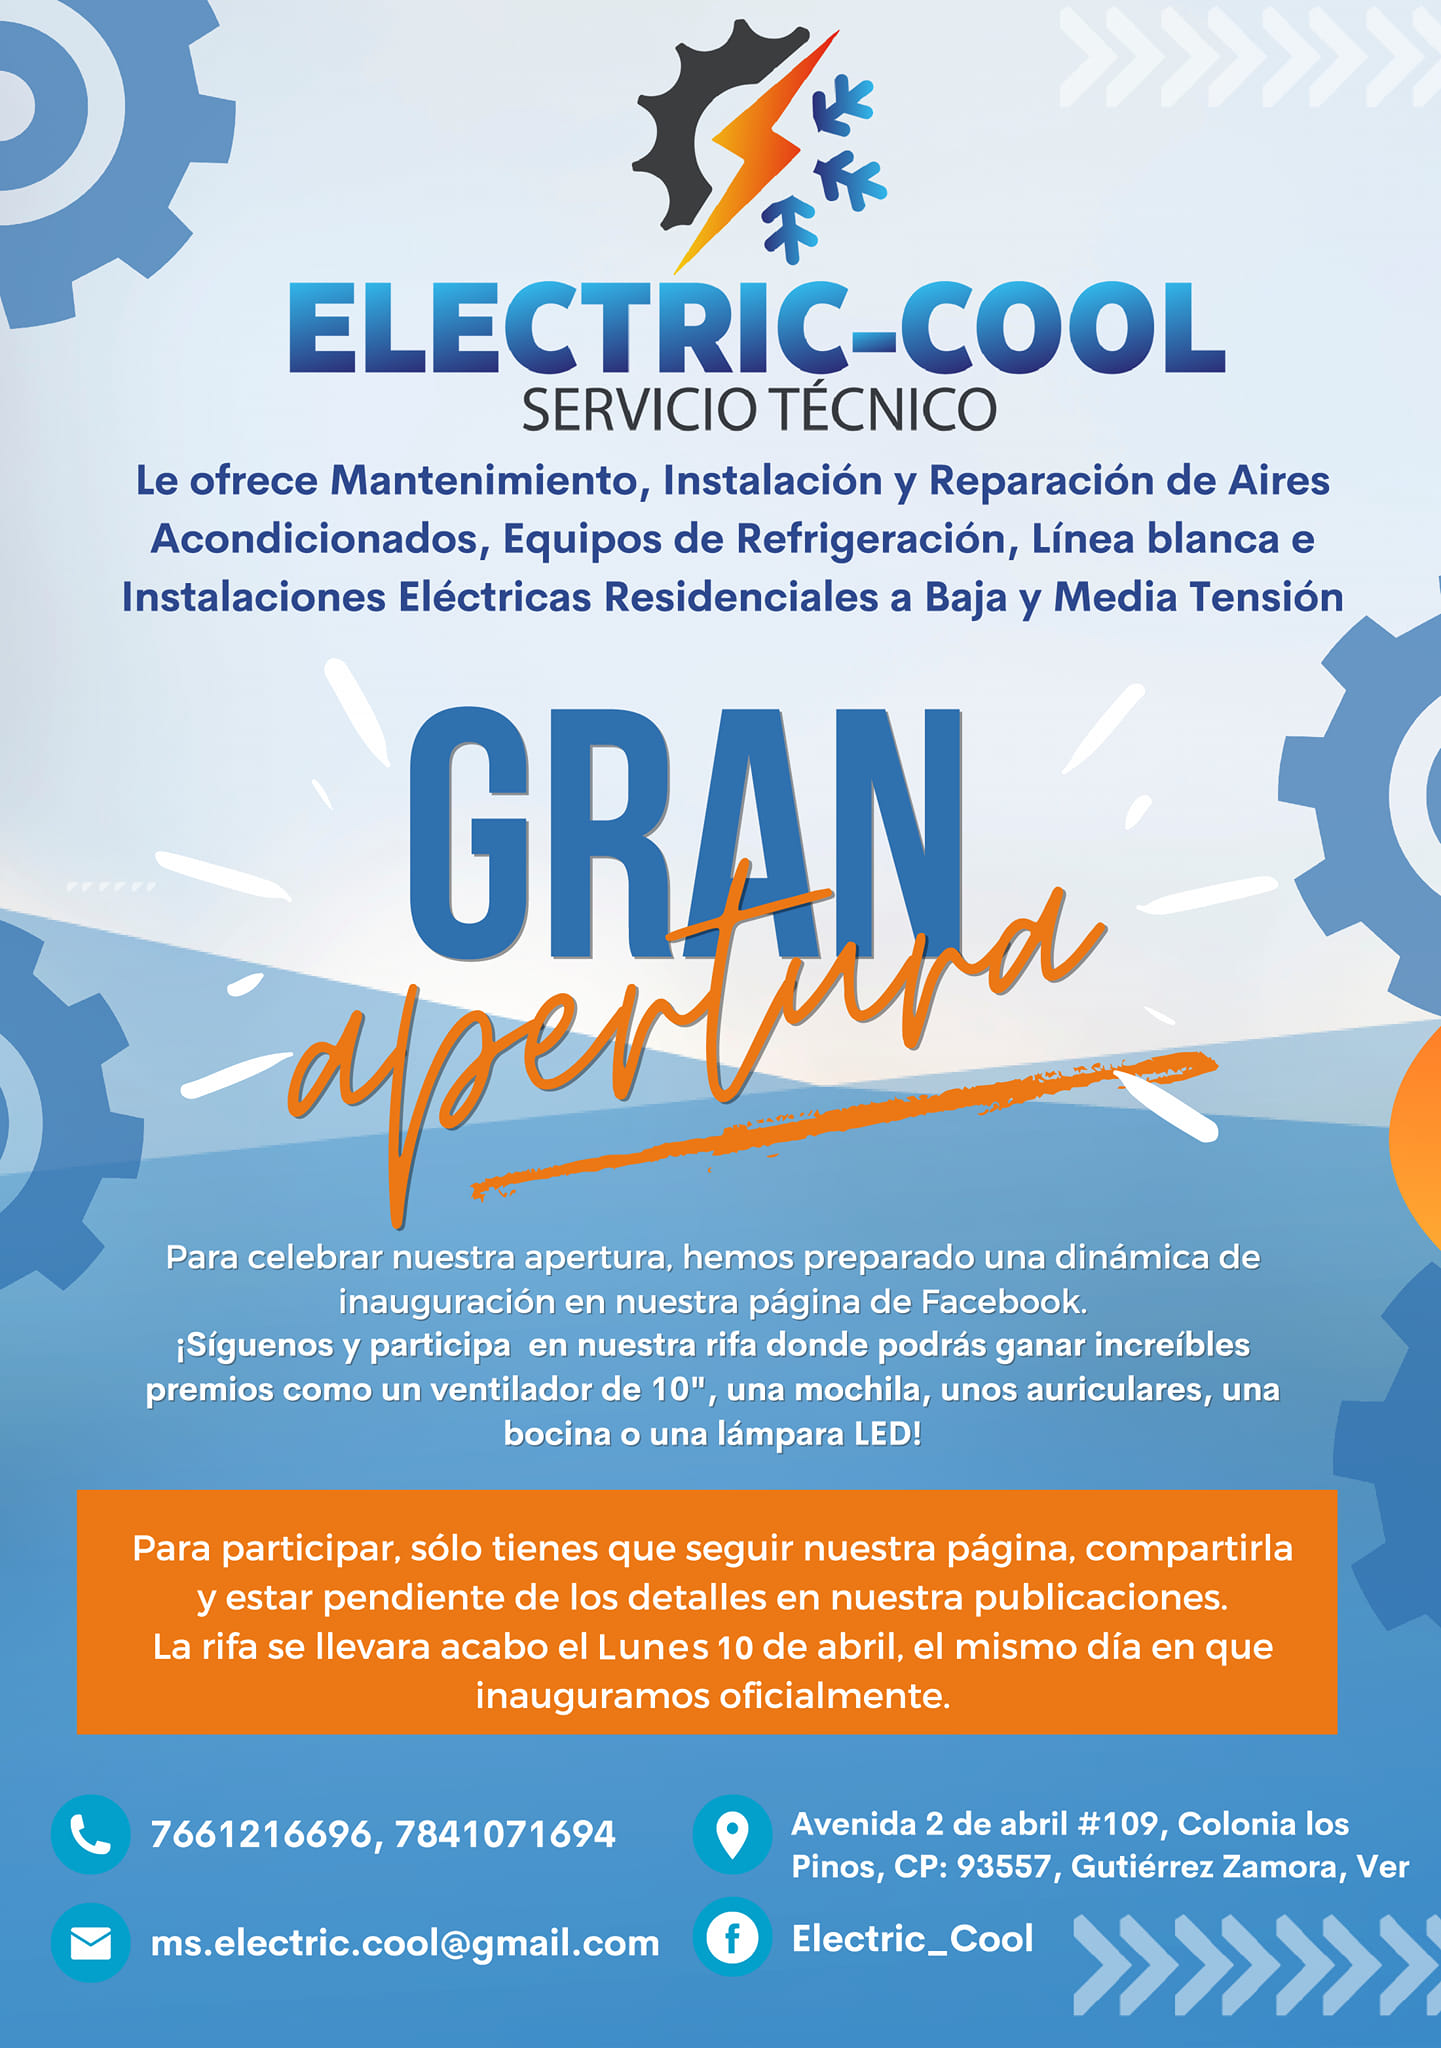 ELECTRIC-COOL
SERVICIO TÉCNICO
Le ofrece Mantenimiento, Instalación y Reparación de Aires
Acondicionados, Equipos de Refrigeración, Línea blanca e
Instalaciones Eléctricas Residenciales a Baja y Media Tensión
GRAN
apertura
Para celebrar nuestra apertura, hemos preparado una dinámica de
inauguración en nuestra página de Facebook.
¡Síguenos y participa en nuestra rifa donde podrás ganar increíbles
premios como un ventilador de 10", una mochila, unos auriculares, una
bocina o una lámpara LED!
Para participar, sólo tienes que seguir nuestra página, compartirla
y estar pendiente de los detalles en nuestra publicaciones.
La rifa se llevara acabo el Lunes 10 de abril, el mismo día en que
inauguramos oficialmente.
7661216696, 7841071694
Avenida 2 de abril #109, Colonia los
Pinos, CP: 93557, Gutiérrez Zamora, Ver
ms.electric.cool@gmail.com
Electric_Cool